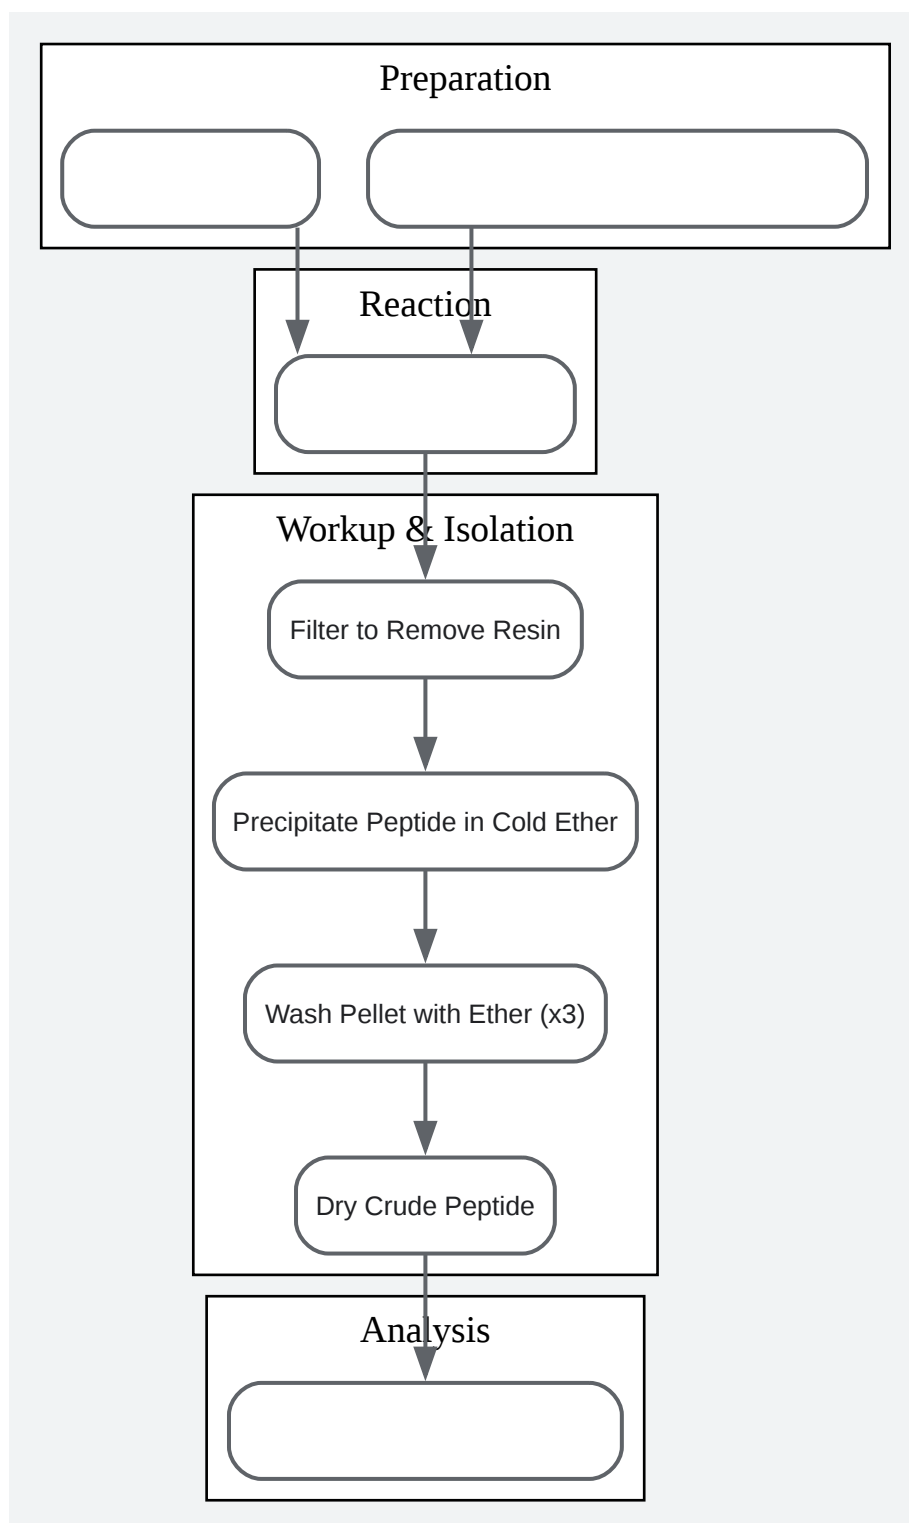 Preparation
Reaction
Workup & Isolation
Filter to Remove Resin
Precipitate Peptide in Cold Ether
Wash Pellet with Ether (x3)
Dry Crude Peptide
Analysis